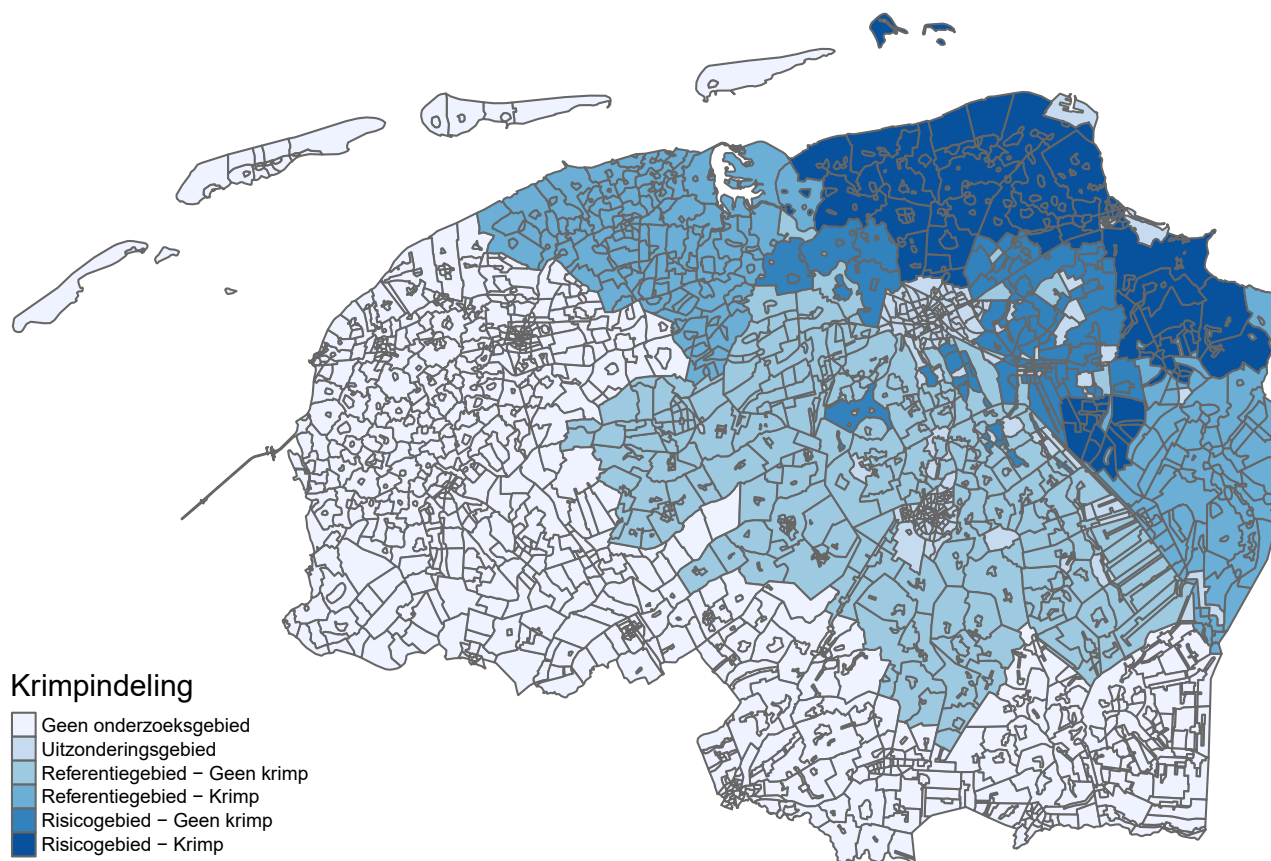 Krimpindeling
Geen onderzoeksgebied
Uitzonderingsgebied
Referentiegebied − Geen krimp
Referentiegebied − Krimp
Risicogebied − Geen krimp
Risicogebied − Krimp